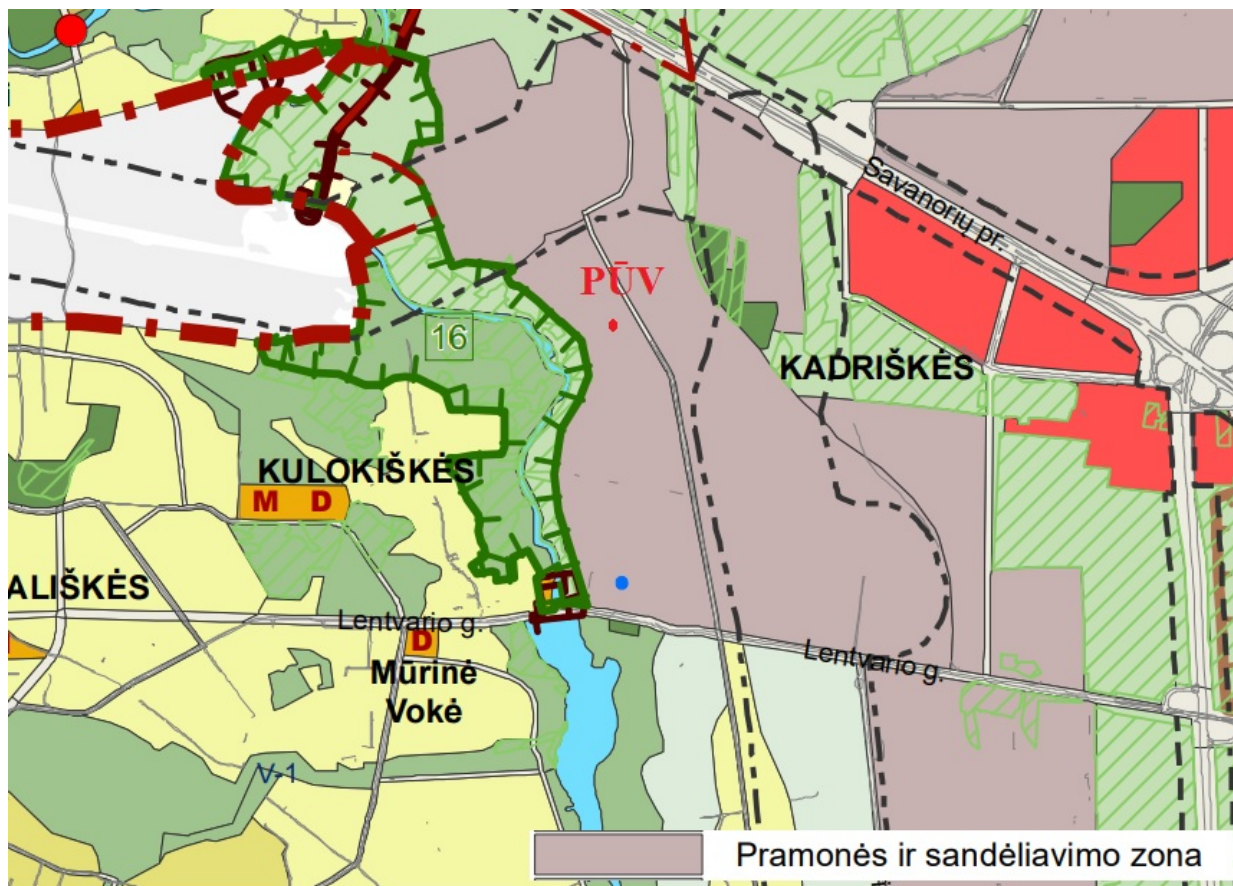 Savanorių pr.
PŪV
16
KADRIŠKĖS
KULOKIŠKĖS
M D
ALIŠKĖS
Lentvario g.
D
Lentvario g.
Mūrinė
Vokė
V-1
Pramonės ir sandėliavimo zona